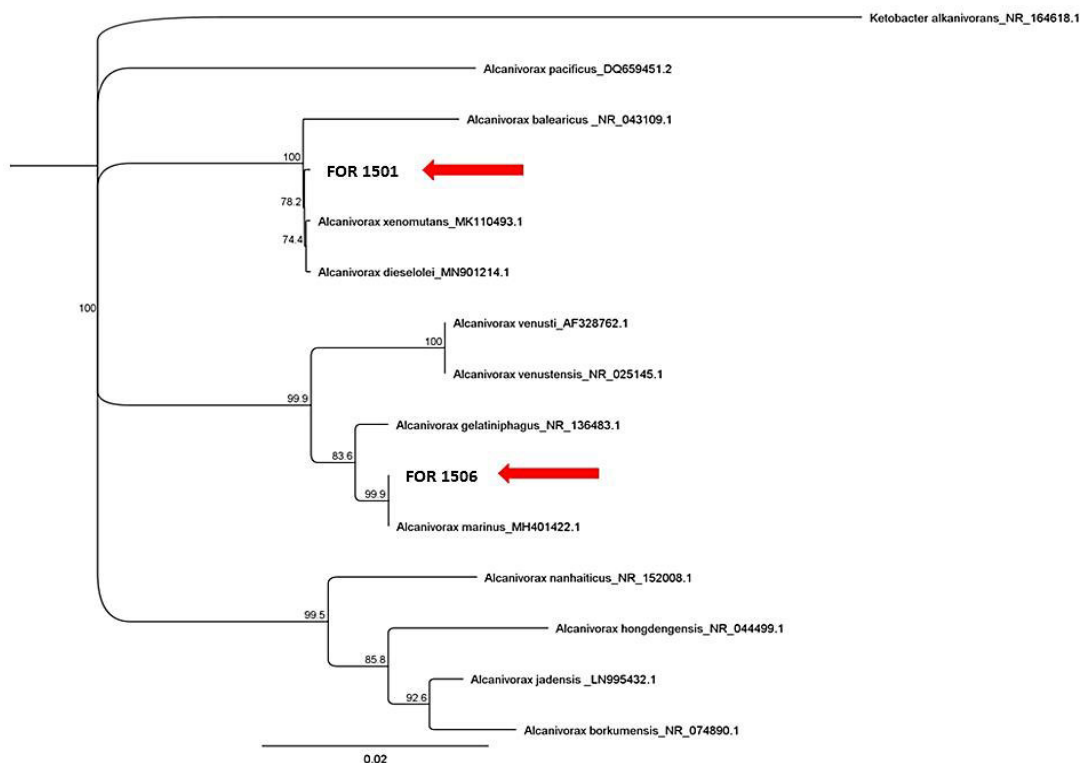 Ketobacter alkanivorans_NR_164618.1
Alcanivorax pacificus_DQ659451.2
Alcanivorax balearicus _NR_043109.1
100
FOR 1501
78.2
Alcanivorax xenomutans_MK110493.1
74.4
Alcanivorax dieselolei_MN901214.1
100
Alcanivorax venusti_AF328762.1
100
Alcanivorax venustensis_NR_025145.1
99.9
Alcanivorax gelatiniphagus_NR_136483.1
83.6
FOR 1506
99.9
Alcanivorax marinus_MH401422.1
Alcanivorax nanhaiticus_NR_152008.1
99.5
Alcanivorax hongdengensis_NR_044499.1
85.8
Alcanivorax jadensis _LN995432.1
92.6
Alcanivorax borkumensis_NR_074890.1
0.02